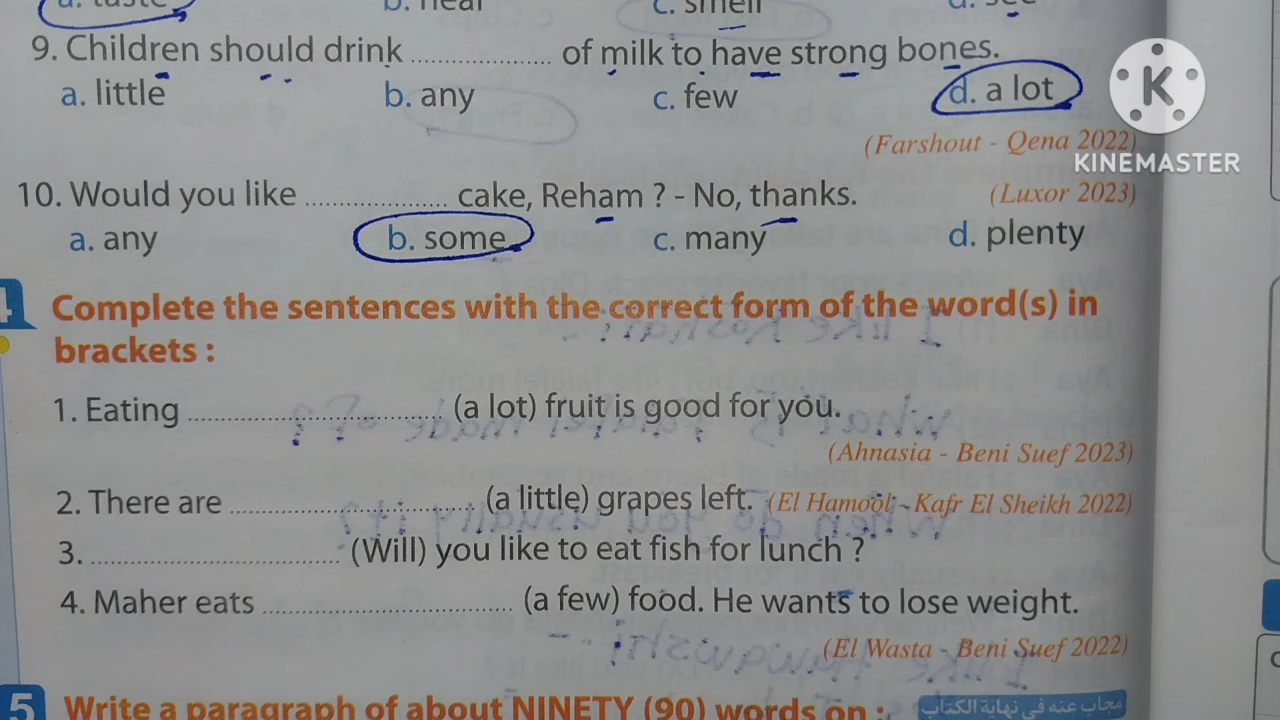 a. taste b. hear c. smell d. see
9. Children should drink ..................... of milk to have strong bones.
a. little b. any c. few d. a lot
(Farshout - Qena 2022)
K
KINEMASTER
10. Would you like ..................... cake, Reham ? - No, thanks. (Luxor 2023)
a. any b. some c. many d. plenty
4 Complete the sentences with the correct form of the word(s) in
brackets :
1. Eating ...................................... (a lot) fruit is good for you.
(Ahnasia - Beni Suef 2023)
2. There are ..................................... (a little) grapes left. (El Hamool - Kafr El Sheikh 2022)
3. ...................................... (Will) you like to eat fish for lunch ?
4. Maher eats ...................................... (a few) food. He wants to lose weight.
(El Wasta - Beni Suef 2022)
5 Write a paragraph of about NINETY (90) words on : مجاب عنه في نهاية الكتاب